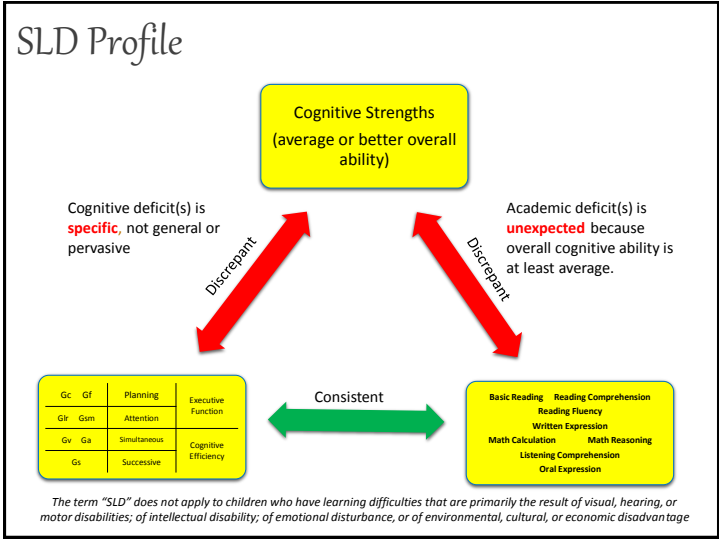 SLD Profile
Cognitive Strengths
(average or better overall
ability)
Cognitive deficit(s) is
specific, not general or
pervasive
Academic deficit(s) is
unexpected because
overall cognitive ability is
at least average.
Discrepant
Discrepant
Gc Gf
Planning
Executive
Function
Glr Gsm
Attention
Gv Ga
Simultaneous
Cognitive
Efficiency
Gs
Successive
Consistent
Basic Reading Reading Comprehension
Reading Fluency
Written Expression
Math Calculation Math Reasoning
Listening Comprehension
Oral Expression
The term “SLD” does not apply to children who have learning difficulties that are primarily the result of visual, hearing, or
motor disabilities; of intellectual disability; of emotional disturbance, or of environmental, cultural, or economic disadvantage